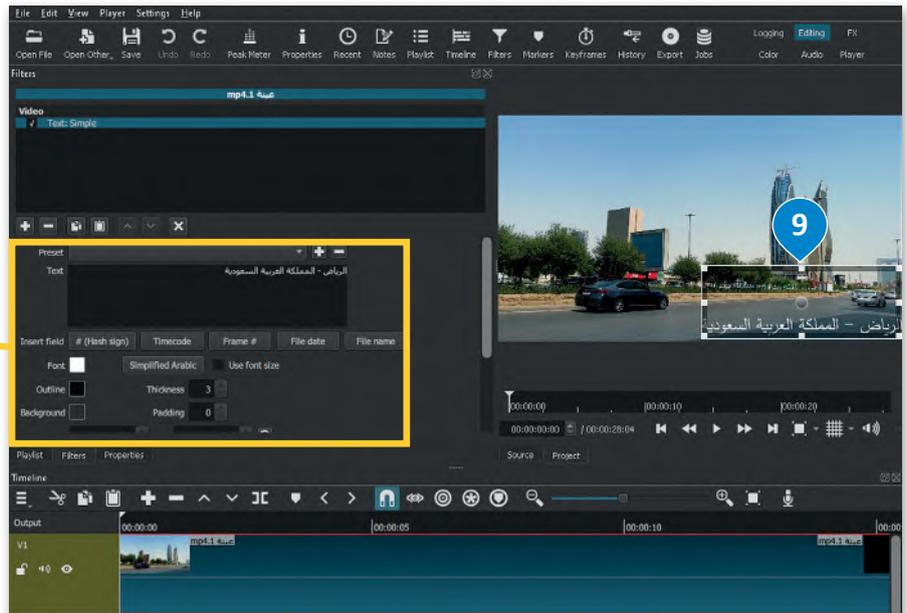 File Edit View Player Settings Help
Open File Open Other Save Undo Redo Peak Meter Properties Recent Notes Playlist Timeline Filters Markers Keyframes History Export Jobs
Logging Editing FX
Color Audio Player
Filters
عينة 1.mp4
Video
Text: Simple
Preset
Text
الرياض - المملكة العربية السعودية
Insert field # (Hash sign) Timecode Frame # File date File name
Font Simplified Arabic Use font size
Outline Thickness 3
Background Padding 0
9
الرياض – المملكة العربية السعودية
00:00:00 00:00:10 00:00:20
00:00:00:00 / 00:00:28:04
Playlist Filters Properties
Source Project
Timeline
Output 00:00:00 00:00:05 00:00:10 00:00
V1
عينة 1.mp4 عينة 1.mp4